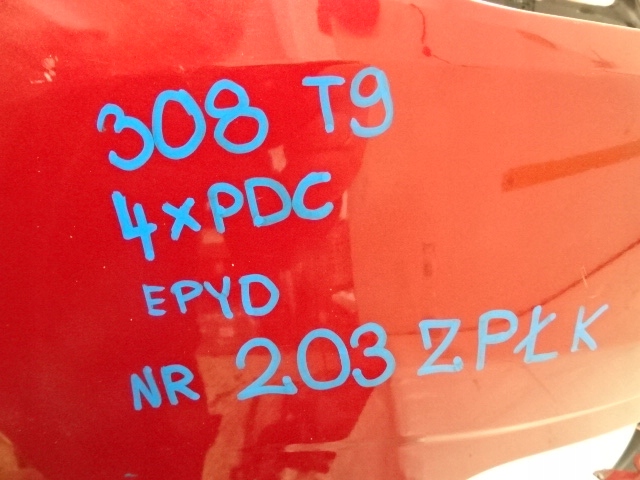 308 T9
4xPDC
EPYD
NR 203 ZPŁK